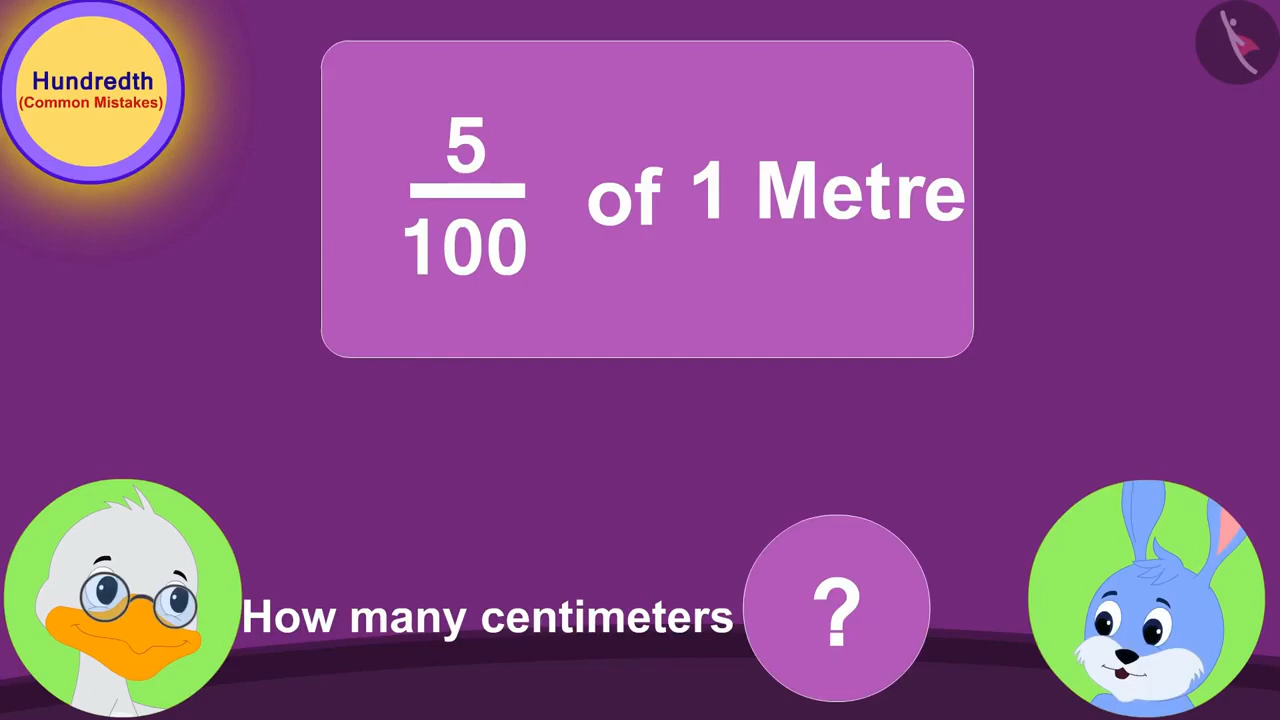 Hundredth
(Common Mistakes)
5
100
of 1 Metre
How many centimeters
?